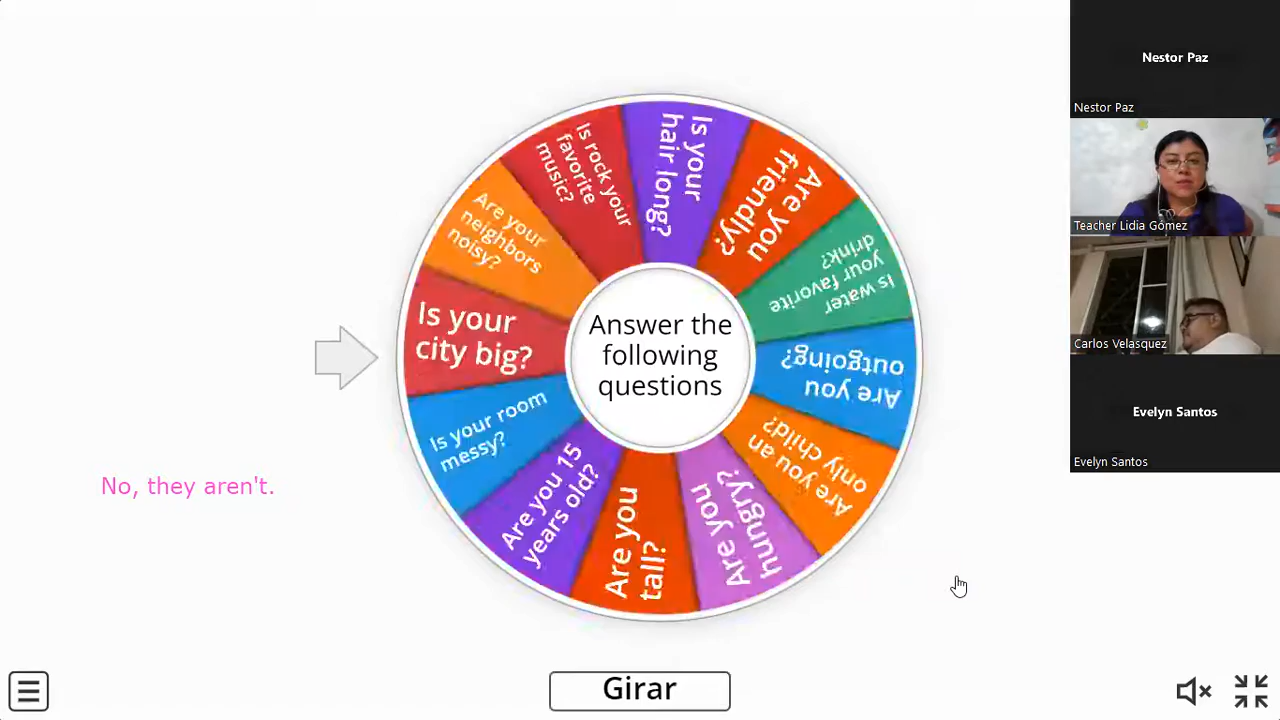 Is your
hair long?
Are you
friendly?
Is water
your favorite
drink?
Are you
outgoing?
Are you an
only child?
Are you
hungry?
Are you
tall?
Are you 15
years old?
Is your room
messy?
Is your
city big?
Are your
neighbors
noisy?
Is rock your
favorite
music?
Answer the
following
questions
No, they aren't.
Girar
Nestor Paz
Nestor Paz
Teacher Lidia Gómez
Carlos Velasquez
Evelyn Santos
Evelyn Santos